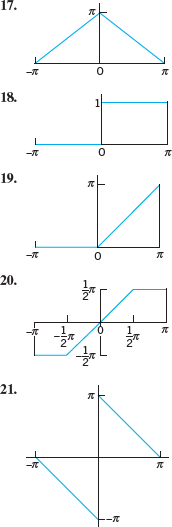 17.
π
–π 0 π
18.
1
–π 0 π
19.
π
–π 0 π
20.
1/2π
–π –1/2π 0 1/2π π
–1/2π
21.
π
–π π
–π